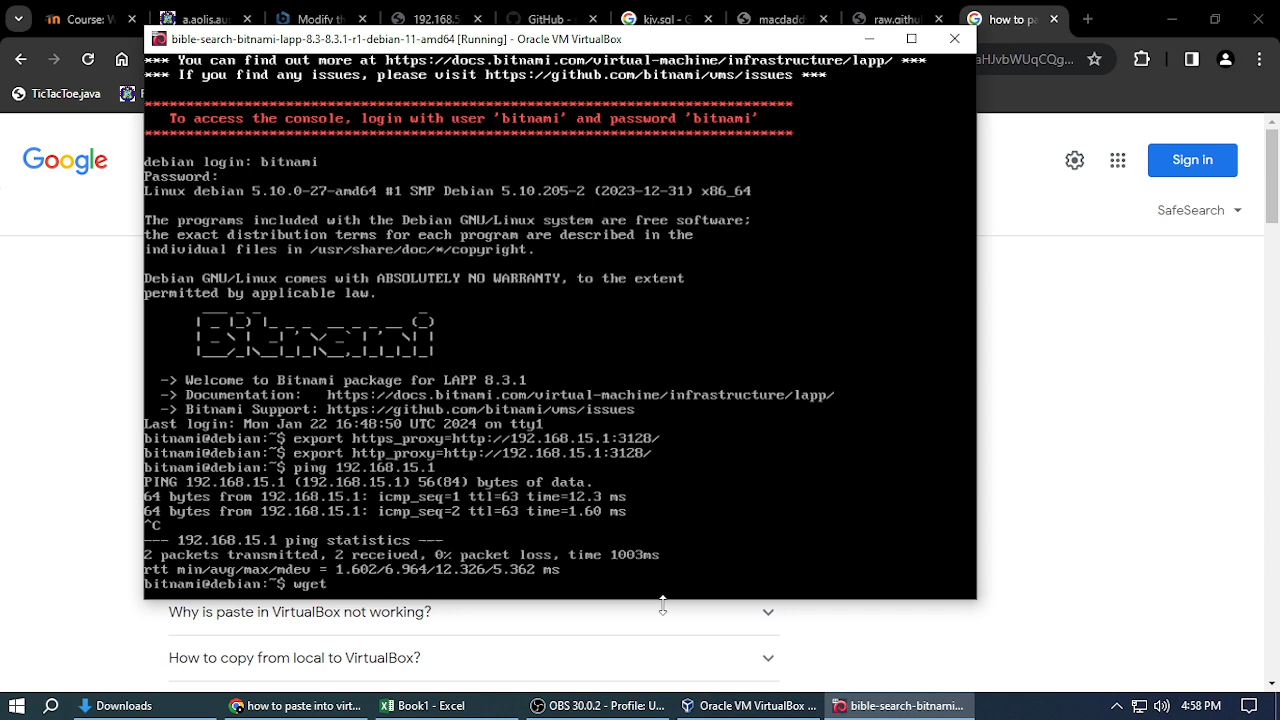 Course: S
aaolis.aur
Motiv
192.168.15
GitHub -
kjv.sql - G
macdadd
raw.githu
how to pa
bible-search-bitnami-lapp-8.3-8.3.1-r1-debian-11-amd64 [Running] - Oracle VM VirtualBox
aHJvbWUqCQg...
TicTacToeJava
*** You can find out more at https://docs.bitnami.com/virtual-machine/infrastructure/lapp/ ***
*** If you find any issues, please visit https://github.com/bitnami/vms/issues ***
*******************************************************************************
To access the console, login with user 'bitnami' and password 'bitnami'
*******************************************************************************
debian login: bitnami
Password:
Linux debian 5.10.0-27-amd64 #1 SMP Debian 5.10.205-2 (2023-12-31) x86_64
The programs included with the Debian GNU/Linux system are free software;
the exact distribution terms for each program are described in the
individual files in /usr/share/doc/*/copyright.
Debian GNU/Linux comes with ABSOLUTELY NO WARRANTY, to the extent
permitted by applicable law.
Bitnami
-> Welcome to Bitnami package for LAPP 8.3.1
-> Documentation: https://docs.bitnami.com/virtual-machine/infrastructure/lapp/
-> Bitnami Support: https://github.com/bitnami/vms/issues
Last login: Mon Jan 22 16:48:50 UTC 2024 on tty1
bitnami@debian:~$ export https_proxy=http://192.168.15.1:3128/
bitnami@debian:~$ export http_proxy=http://192.168.15.1:3128/
bitnami@debian:~$ ping 192.168.15.1
PING 192.168.15.1 (192.168.15.1) 56(84) bytes of data.
64 bytes from 192.168.15.1: icmp_seq=1 ttl=63 time=12.3 ms
64 bytes from 192.168.15.1: icmp_seq=2 ttl=63 time=1.60 ms
^C
--- 192.168.15.1 ping statistics ---
2 packets transmitted, 2 received, 0% packet loss, time 1003ms
rtt min/avg/max/mdev = 1.602/6.964/12.326/5.362 ms
bitnami@debian:~$ wget
Google
Sign in
SafeSearch
Why is paste in VirtualBox not working?
How to copy from local to VirtualBox?
Downloads
how to paste into virt...
Book1 - Excel
OBS 30.0.2 - Profile: U...
Oracle VM VirtualBox ...
bible-search-bitnami...
4:58 PM